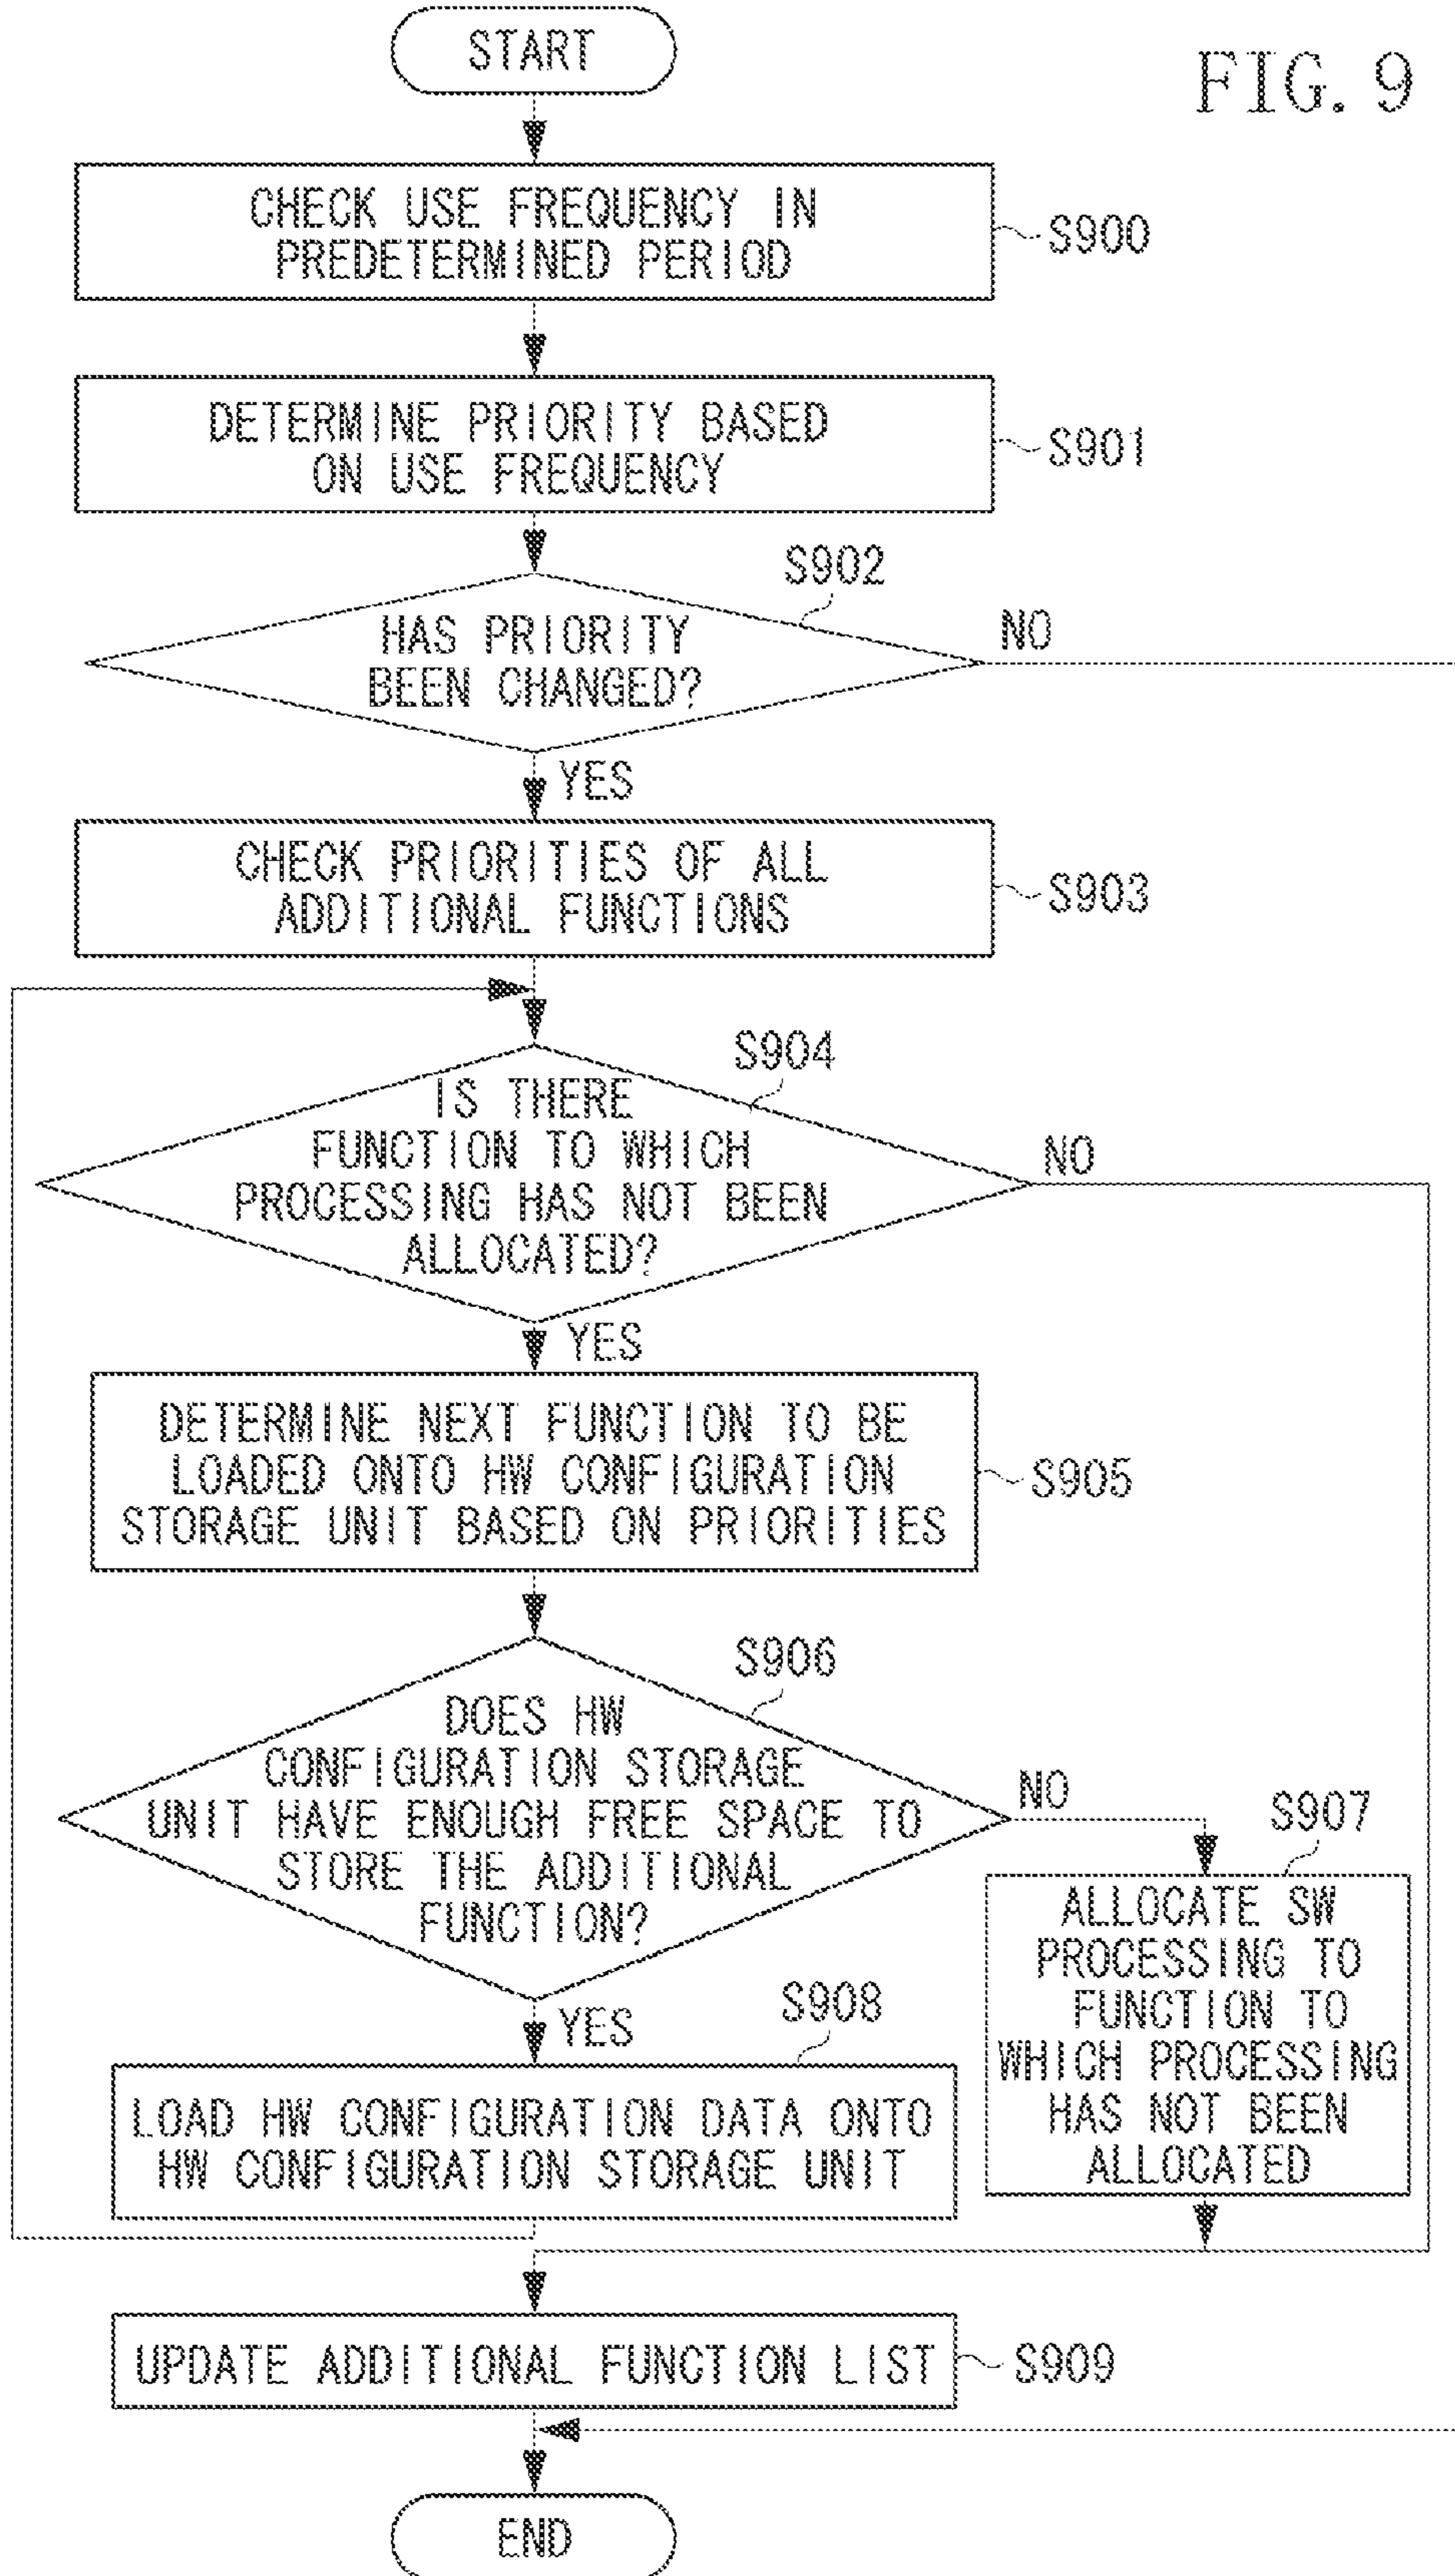 START
FIG. 9
CHECK USE FREQUENCY IN
PREDETERMINED PERIOD
S900
DETERMINE PRIORITY BASED
ON USE FREQUENCY
S901
S902
HAS PRIORITY
BEEN CHANGED?
NO
YES
CHECK PRIORITIES OF ALL
ADDITIONAL FUNCTIONS
S903
S904
IS THERE
FUNCTION TO WHICH
PROCESSING HAS NOT BEEN
ALLOCATED?
NO
YES
DETERMINE NEXT FUNCTION TO BE
LOADED ONTO HW CONFIGURATION
STORAGE UNIT BASED ON PRIORITIES
S905
S906
DOES HW
CONFIGURATION STORAGE
UNIT HAVE ENOUGH FREE SPACE TO
STORE THE ADDITIONAL
FUNCTION?
NO
S907
ALLOCATE SW
PROCESSING TO
FUNCTION TO
WHICH PROCESSING
HAS NOT BEEN
ALLOCATED
YES
S908
LOAD HW CONFIGURATION DATA ONTO
HW CONFIGURATION STORAGE UNIT
UPDATE ADDITIONAL FUNCTION LIST
S909
END